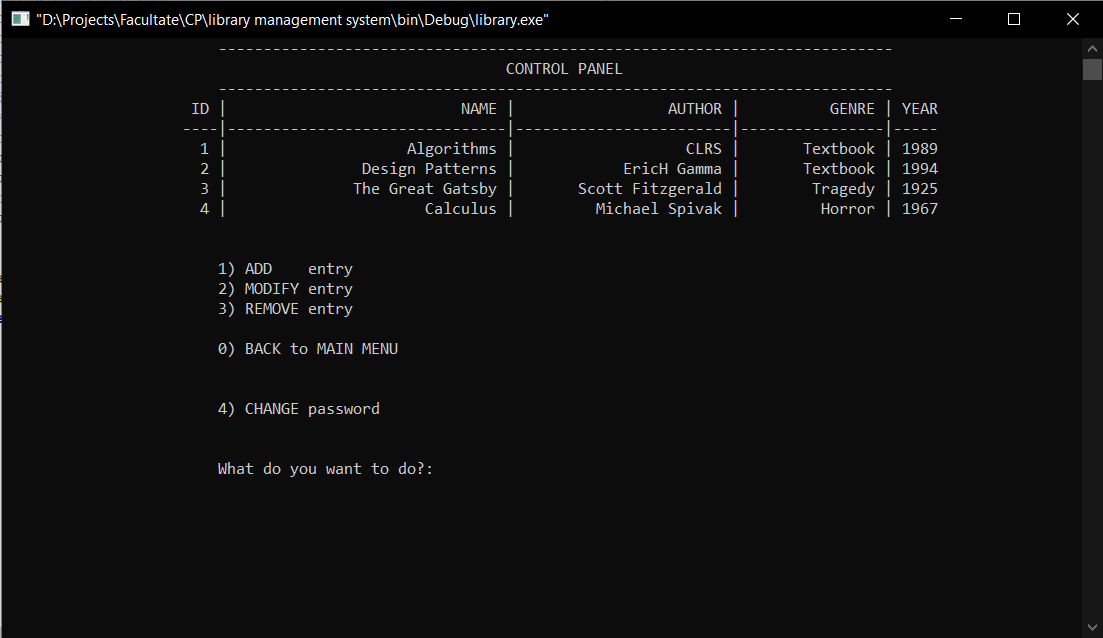 "D:\Projects\Facultate\CP\library management system\bin\Debug\library.exe"
---------------------------------------------------------------------------
CONTROL PANEL
---------------------------------------------------------------------------
ID | NAME | AUTHOR | GENRE | YEAR
----|-------------------------------|------------------------|----------------|-----
1 | Algorithms | CLRS | Textbook | 1989
2 | Design Patterns | EricH Gamma | Textbook | 1994
3 | The Great Gatsby | Scott Fitzgerald | Tragedy | 1925
4 | Calculus | Michael Spivak | Horror | 1967
1) ADD    entry
2) MODIFY entry
3) REMOVE entry
0) BACK to MAIN MENU
4) CHANGE password
What do you want to do?: